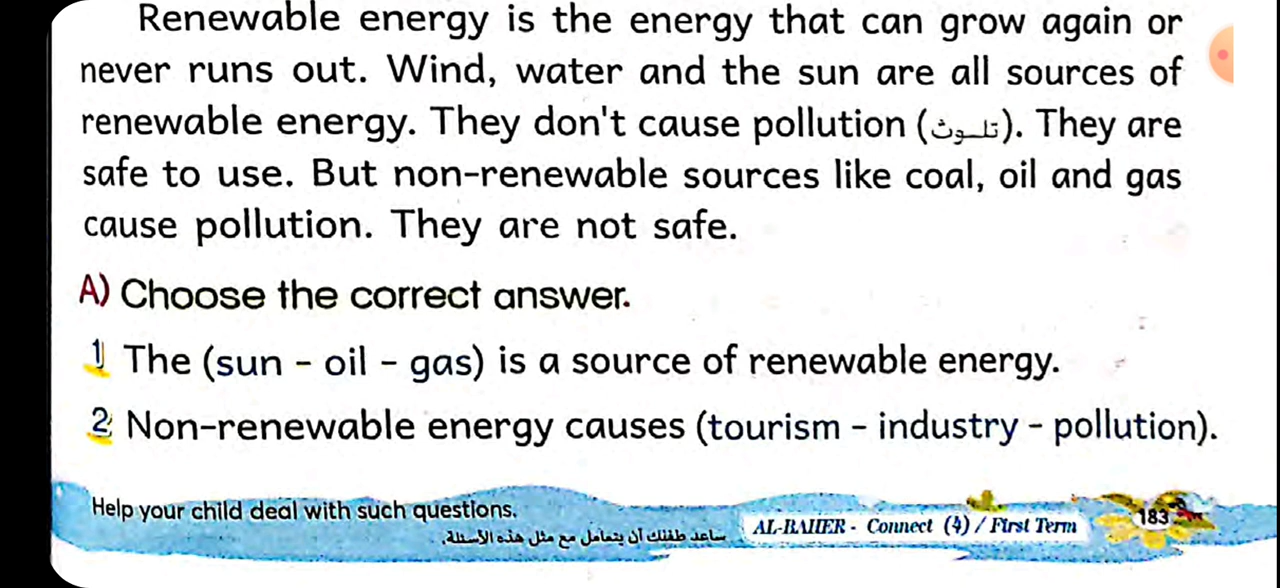 Renewable energy is the energy that can grow again or
never runs out. Wind, water and the sun are all sources of
renewable energy. They don't cause pollution (تلوث). They are
safe to use. But non-renewable sources like coal, oil and gas
cause pollution. They are not safe.
A) Choose the correct answer.
1 The (sun - oil - gas) is a source of renewable energy.
2 Non-renewable energy causes (tourism - industry - pollution).
Help your child deal with such questions.
ساعد طفلك أن يتعامل مع مثل هذه الأسئلة.
AL-BAHER - Connect (4) / First Term
183